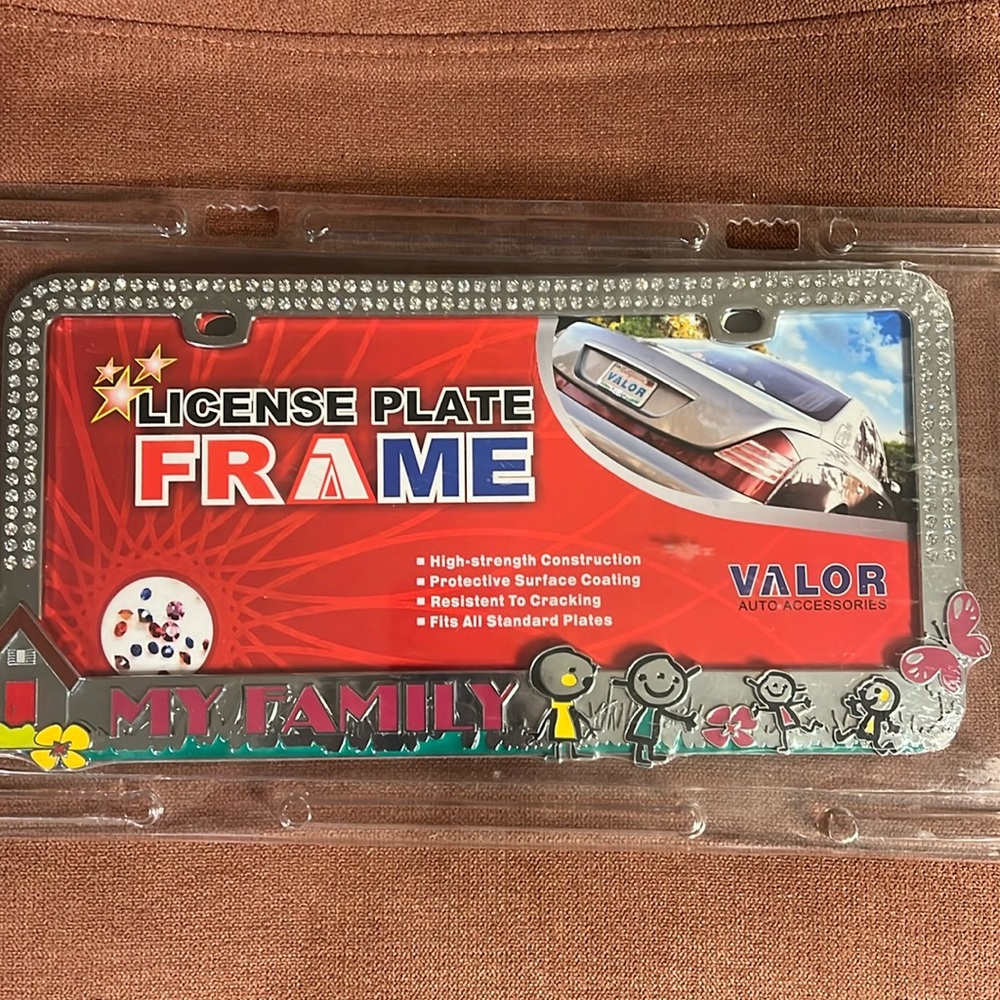 LICENSE PLATE
FRAME
VALOR
■ High-strength Construction
■ Protective Surface Coating
■ Resistent To Cracking
■ Fits All Standard Plates
VALOR
AUTO ACCESSORIES
MY FAMILY